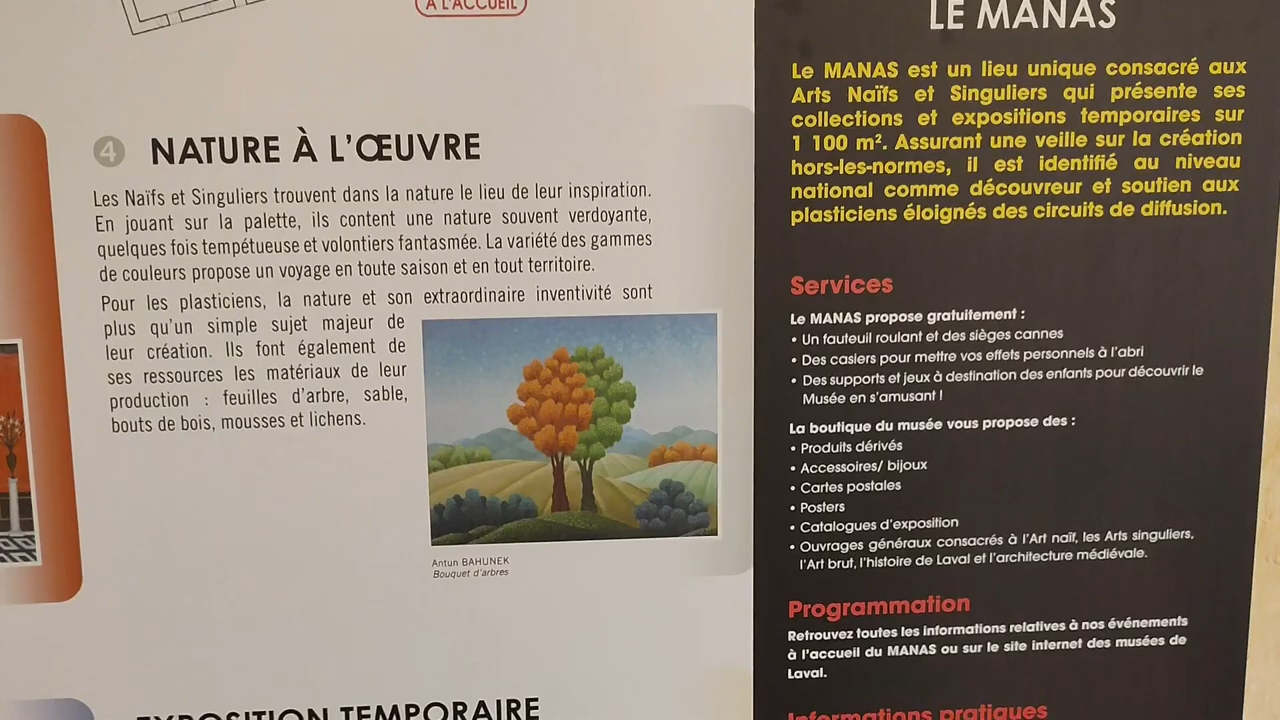 À L'ACCUEIL
4 NATURE À L'ŒUVRE
Les Naïfs et Singuliers trouvent dans la nature le lieu de leur inspiration.
En jouant sur la palette, ils content une nature souvent verdoyante,
quelques fois tempétueuse et volontiers fantasmée. La variété des gammes
de couleurs propose un voyage en toute saison et en tout territoire.
Pour les plasticiens, la nature et son extraordinaire inventivité sont
plus qu'un simple sujet majeur de
leur création. Ils font également de
ses ressources les matériaux de leur
production : feuilles d'arbre, sable,
bouts de bois, mousses et lichens.
Antun BAHUNEK
Bouquet d'arbres
EXPOSITION TEMPORAIRE
LE MANAS
Le MANAS est un lieu unique consacré aux
Arts Naïfs et Singuliers qui présente ses
collections et expositions temporaires sur
1 100 m². Assurant une veille sur la création
hors-les-normes, il est identifié au niveau
national comme découvreur et soutien aux
plasticiens éloignés des circuits de diffusion.
Services
Le MANAS propose gratuitement :
• Un fauteuil roulant et des sièges cannes
• Des casiers pour mettre vos effets personnels à l'abri
• Des supports et jeux à destination des enfants pour découvrir le
Musée en s'amusant !
La boutique du musée vous propose des :
• Produits dérivés
• Accessoires/ bijoux
• Cartes postales
• Posters
• Catalogues d'exposition
• Ouvrages généraux consacrés à l'Art naïf, les Arts singuliers,
l'Art brut, l'histoire de Laval et l'architecture médiévale.
Programmation
Retrouvez toutes les informations relatives à nos événements
à l'accueil du MANAS ou sur le site internet des musées de
Laval.
Informations pratiques